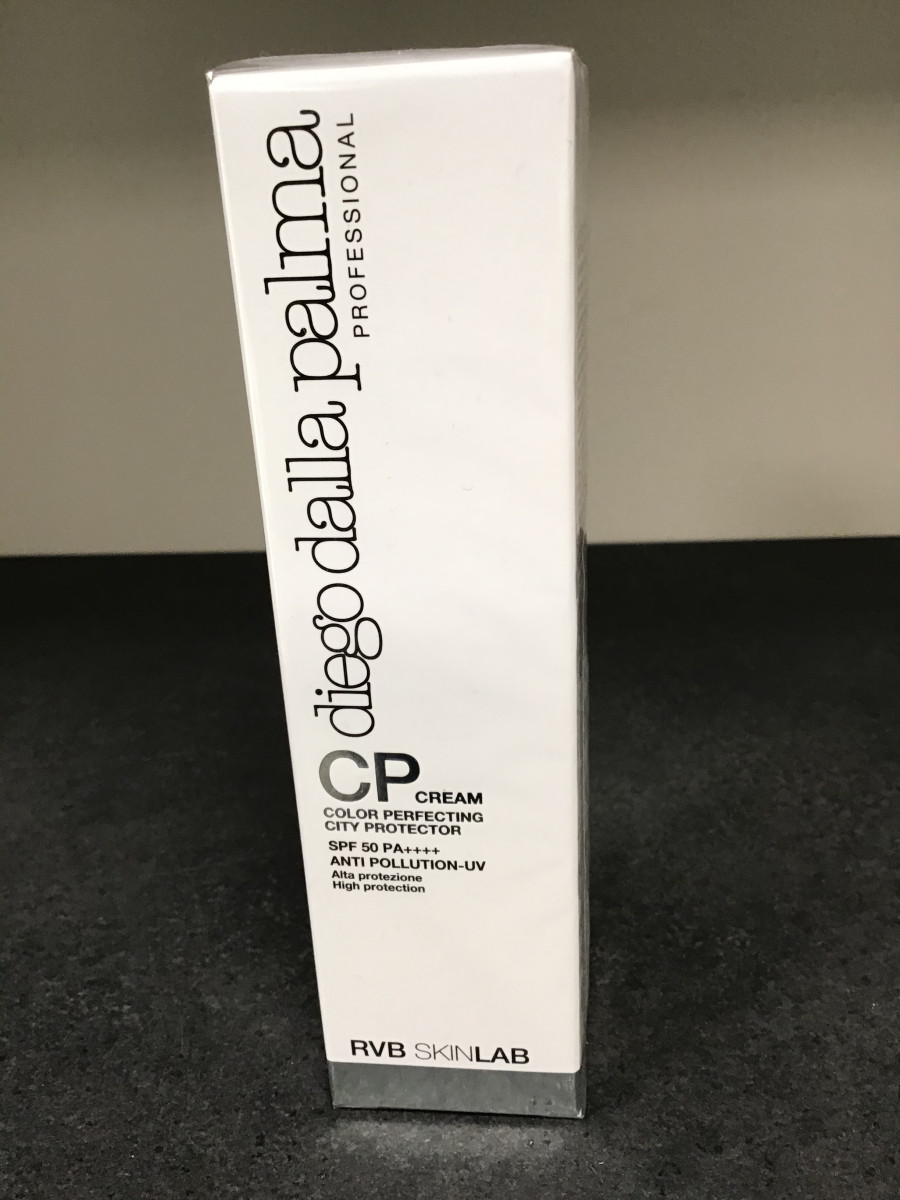 diego dalla palma
PROFESSIONAL
CP CREAM
COLOR PERFECTING
CITY PROTECTOR
SPF 50 PA++++
ANTI POLLUTION-UV
Alta protezione
High protection
RVB SKINLAB